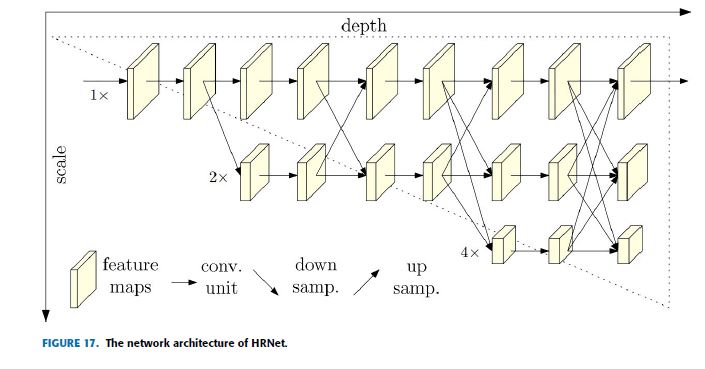 depth
1×
scale
2×
4×
feature
maps
conv.
unit
down
samp.
up
samp.
FIGURE 17. The network architecture of HRNet.